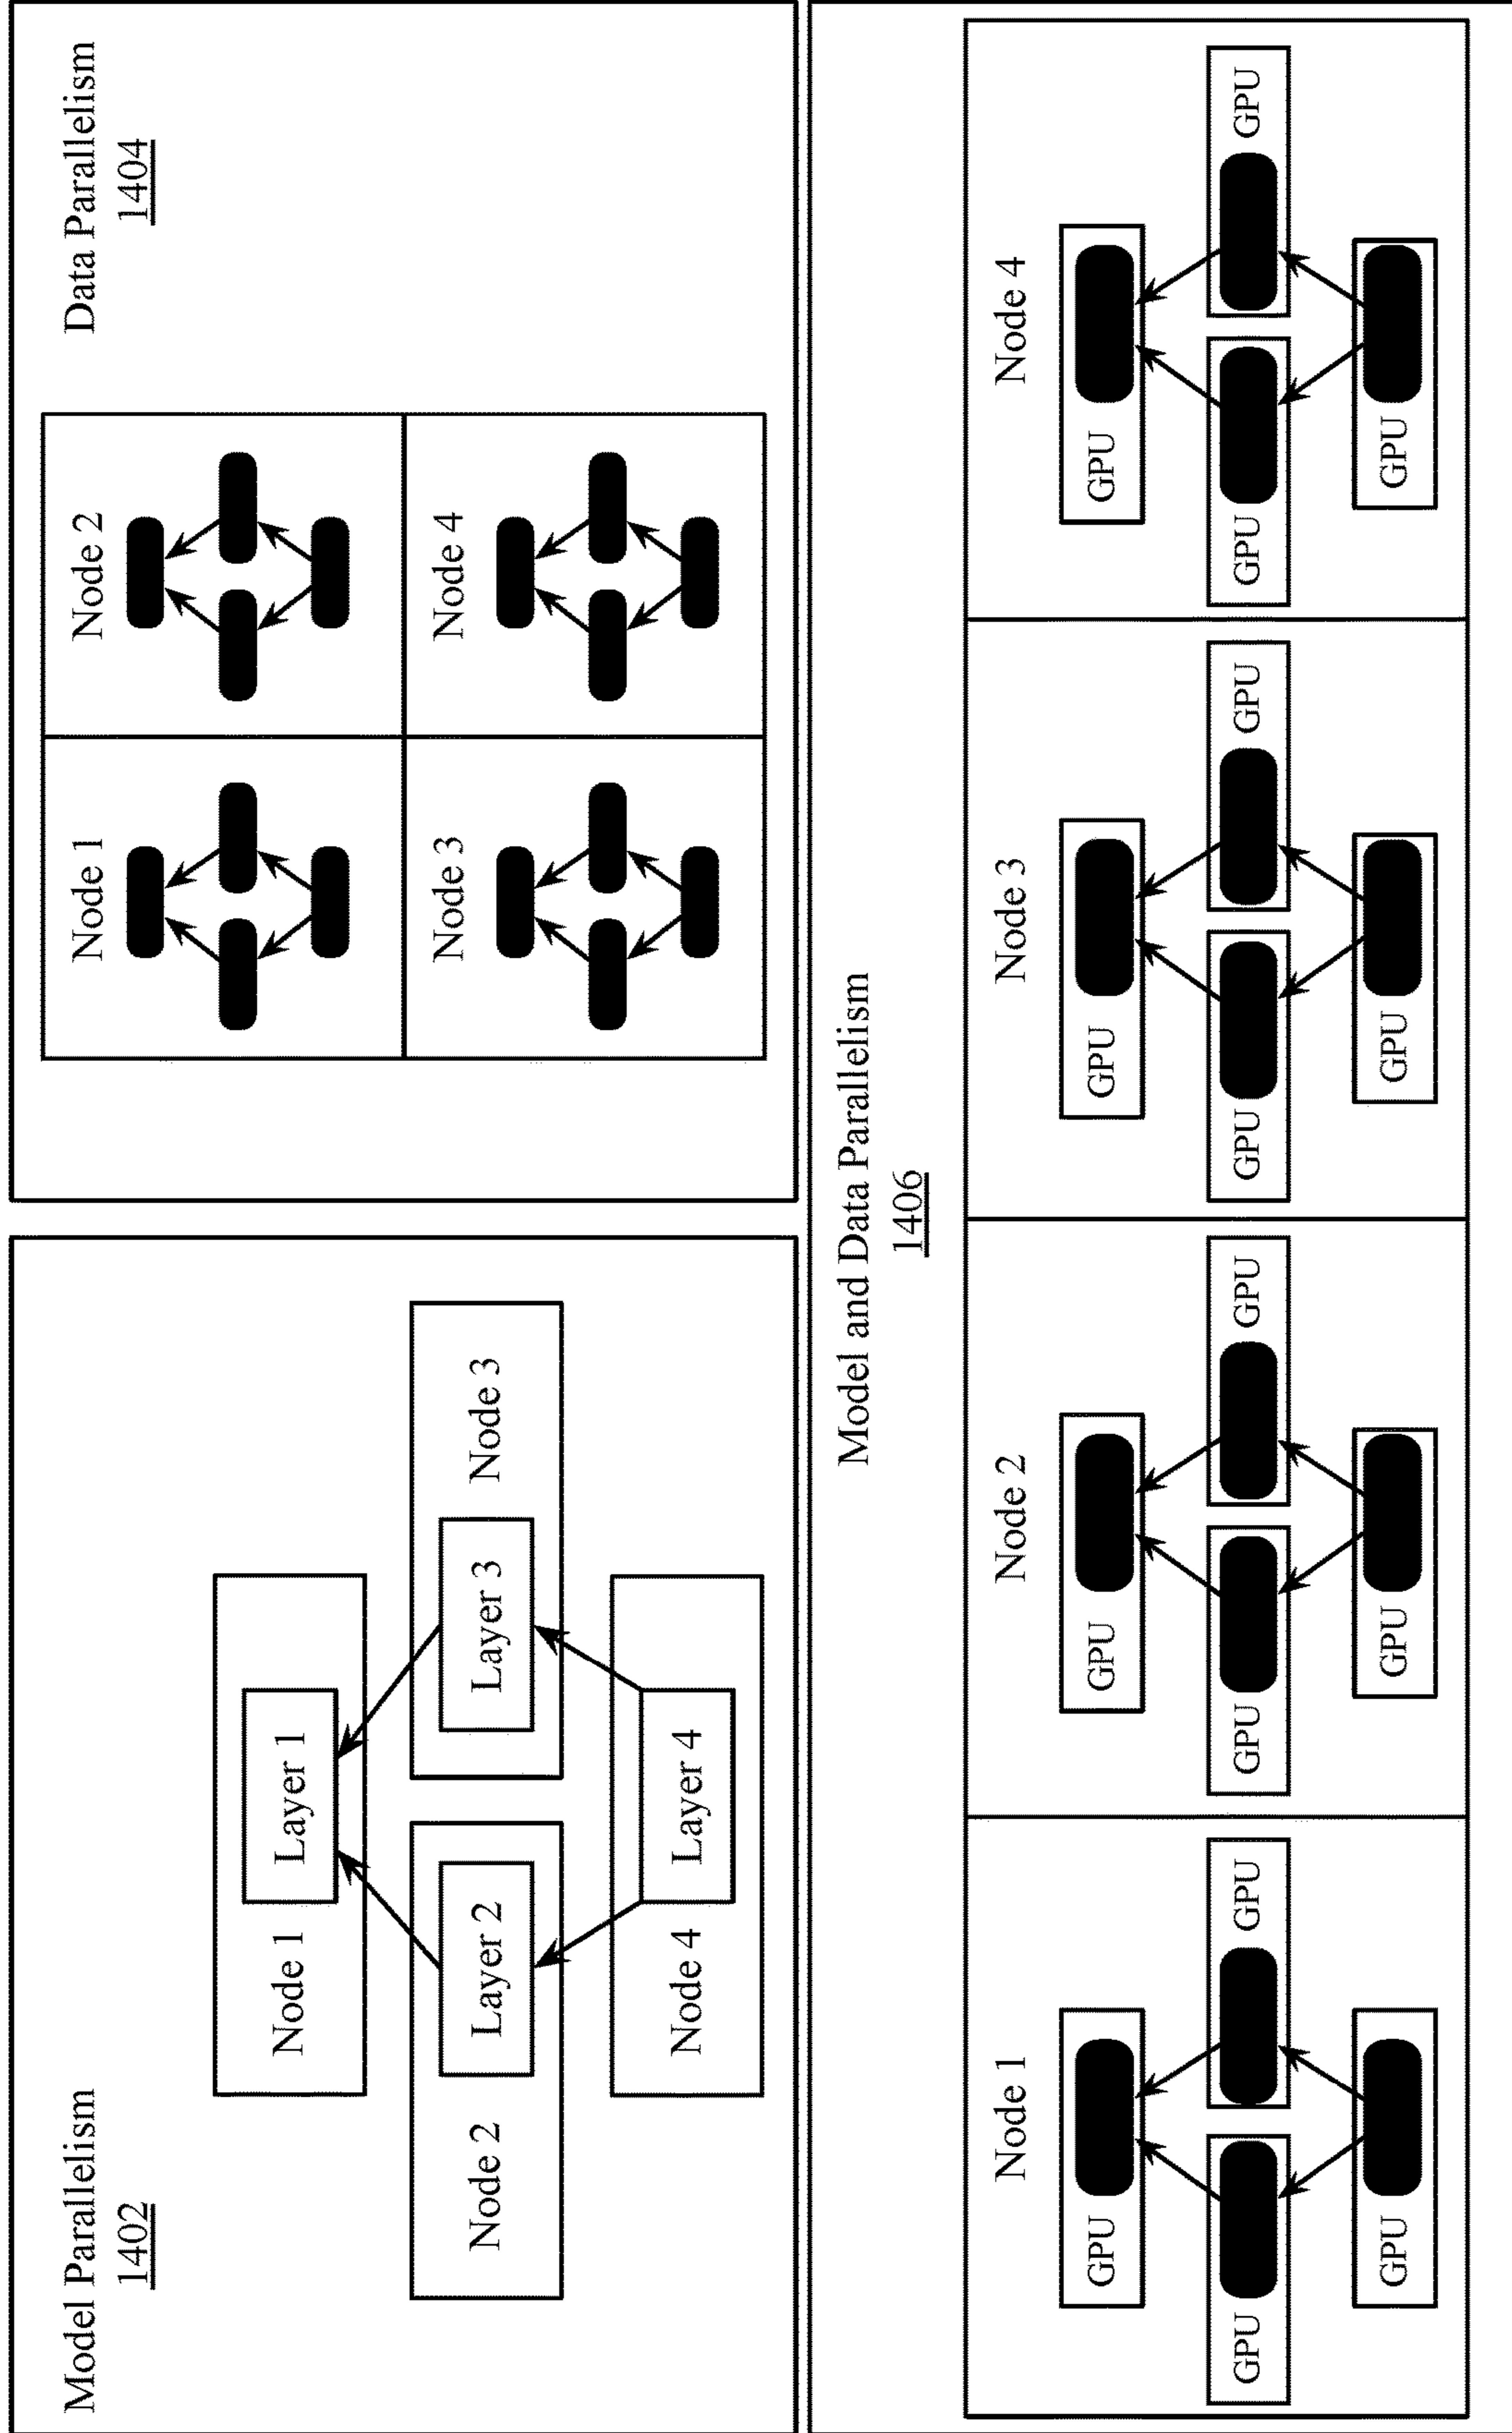 Model Parallelism
1402
Node 1
Layer 1
Node 2
Layer 2
Layer 3
Node 3
Node 4
Layer 4
Data Parallelism
1404
Node 1
Node 2
Node 3
Node 4
Model and Data Parallelism
1406
Node 1
GPU
GPU
GPU
GPU
Node 2
GPU
GPU
GPU
GPU
Node 3
GPU
GPU
GPU
GPU
Node 4
GPU
GPU
GPU
GPU